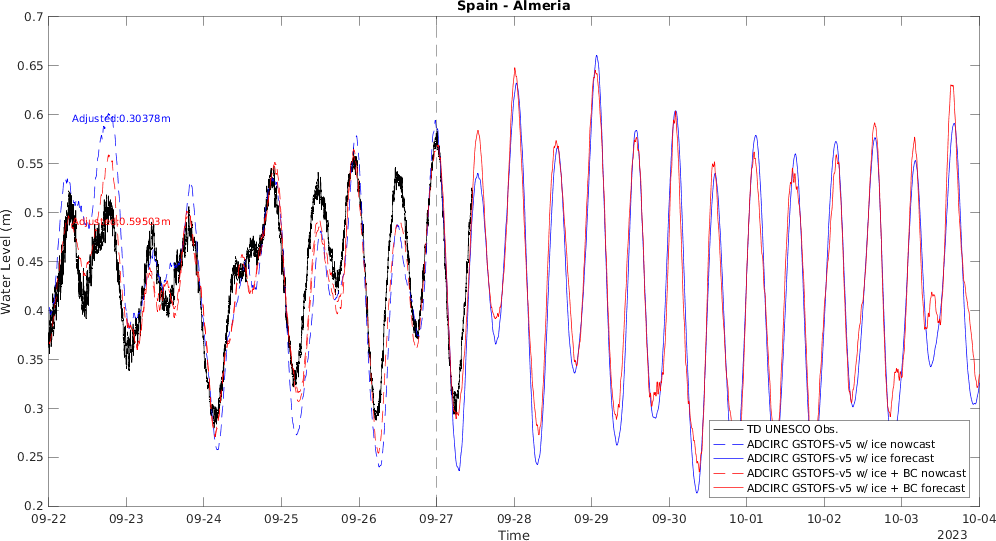 Spain - Almeria
0.7
0.65
0.6
0.55
0.5
0.45
0.4
0.35
0.3
0.25
0.2
Water Level (m)
Adjusted:0.30378m
Adjusted:0.59503m
TD UNESCO Obs.
ADCIRC GSTOFS-v5 w/ ice nowcast
ADCIRC GSTOFS-v5 w/ ice forecast
ADCIRC GSTOFS-v5 w/ ice + BC nowcast
ADCIRC GSTOFS-v5 w/ ice + BC forecast
09-22 09-23 09-24 09-25 09-26 09-27 09-28 09-29 09-30 10-01 10-02 10-03 10-04
Time
2023